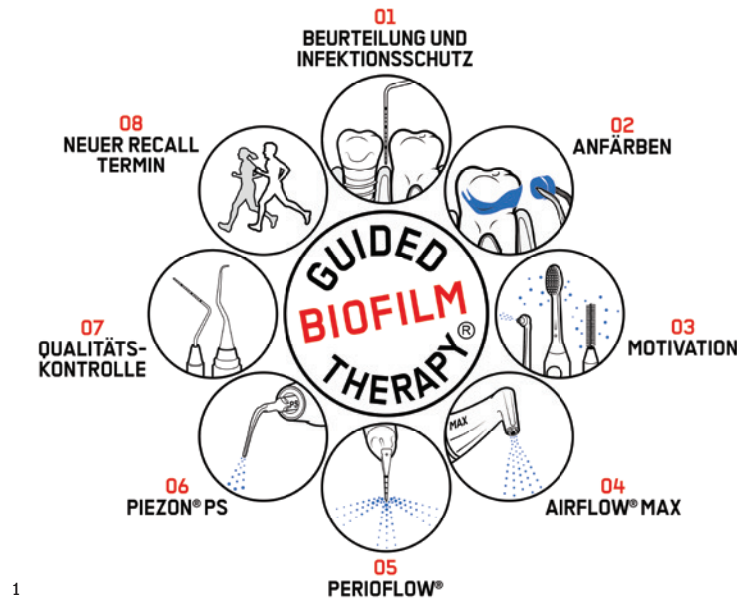 01
BEURTEILUNG UND
INFEKTIONSSCHUTZ
02
ANFÄRBEN
03
MOTIVATION
04
AIRFLOW® MAX
MAX
05
PERIOFLOW®
06
PIEZON® PS
PS
07
QUALITÄTS-
KONTROLLE
08
NEUER RECALL
TERMIN
GUIDED
BIOFILM
THERAPY®
1